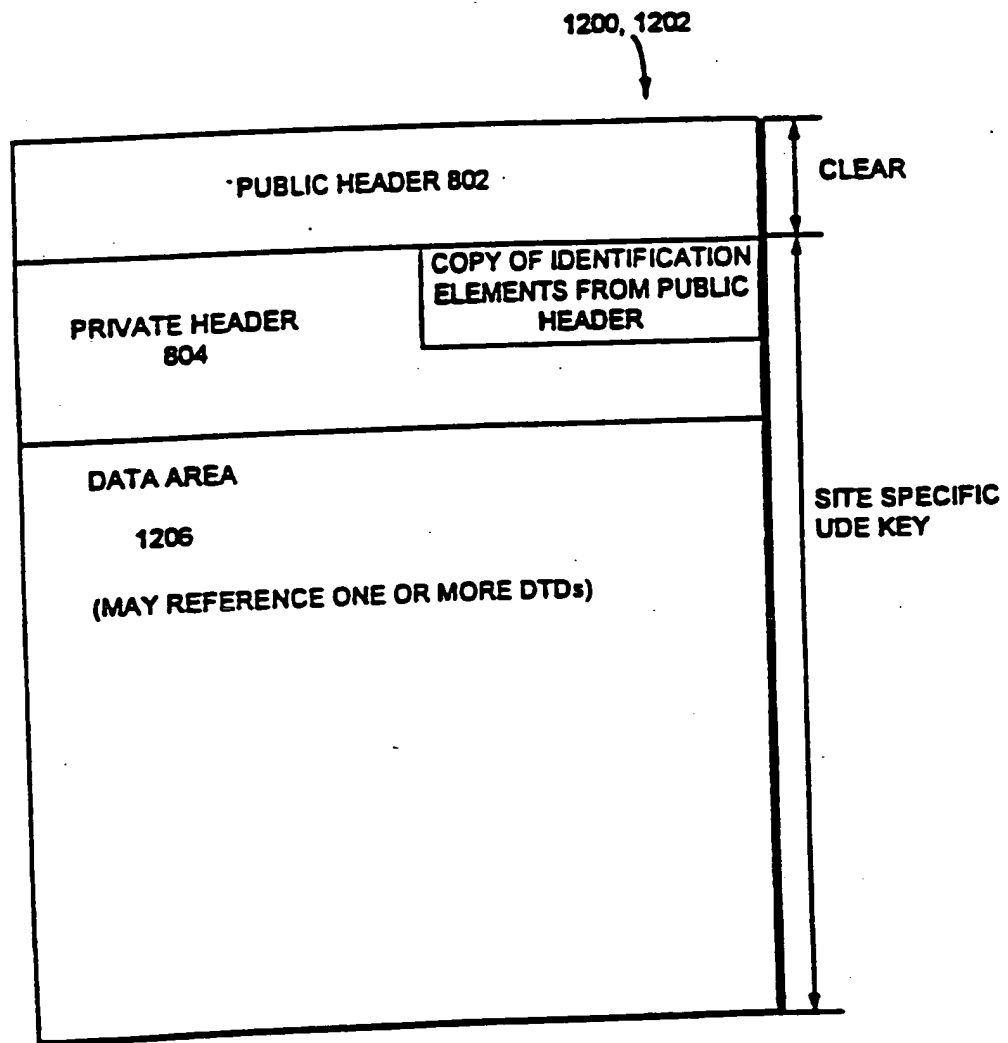 1200, 1202
PUBLIC HEADER 802
CLEAR
COPY OF IDENTIFICATION
ELEMENTS FROM PUBLIC
HEADER
PRIVATE HEADER
804
DATA AREA
1206
(MAY REFERENCE ONE OR MORE DTDs)
SITE SPECIFIC
UDE KEY